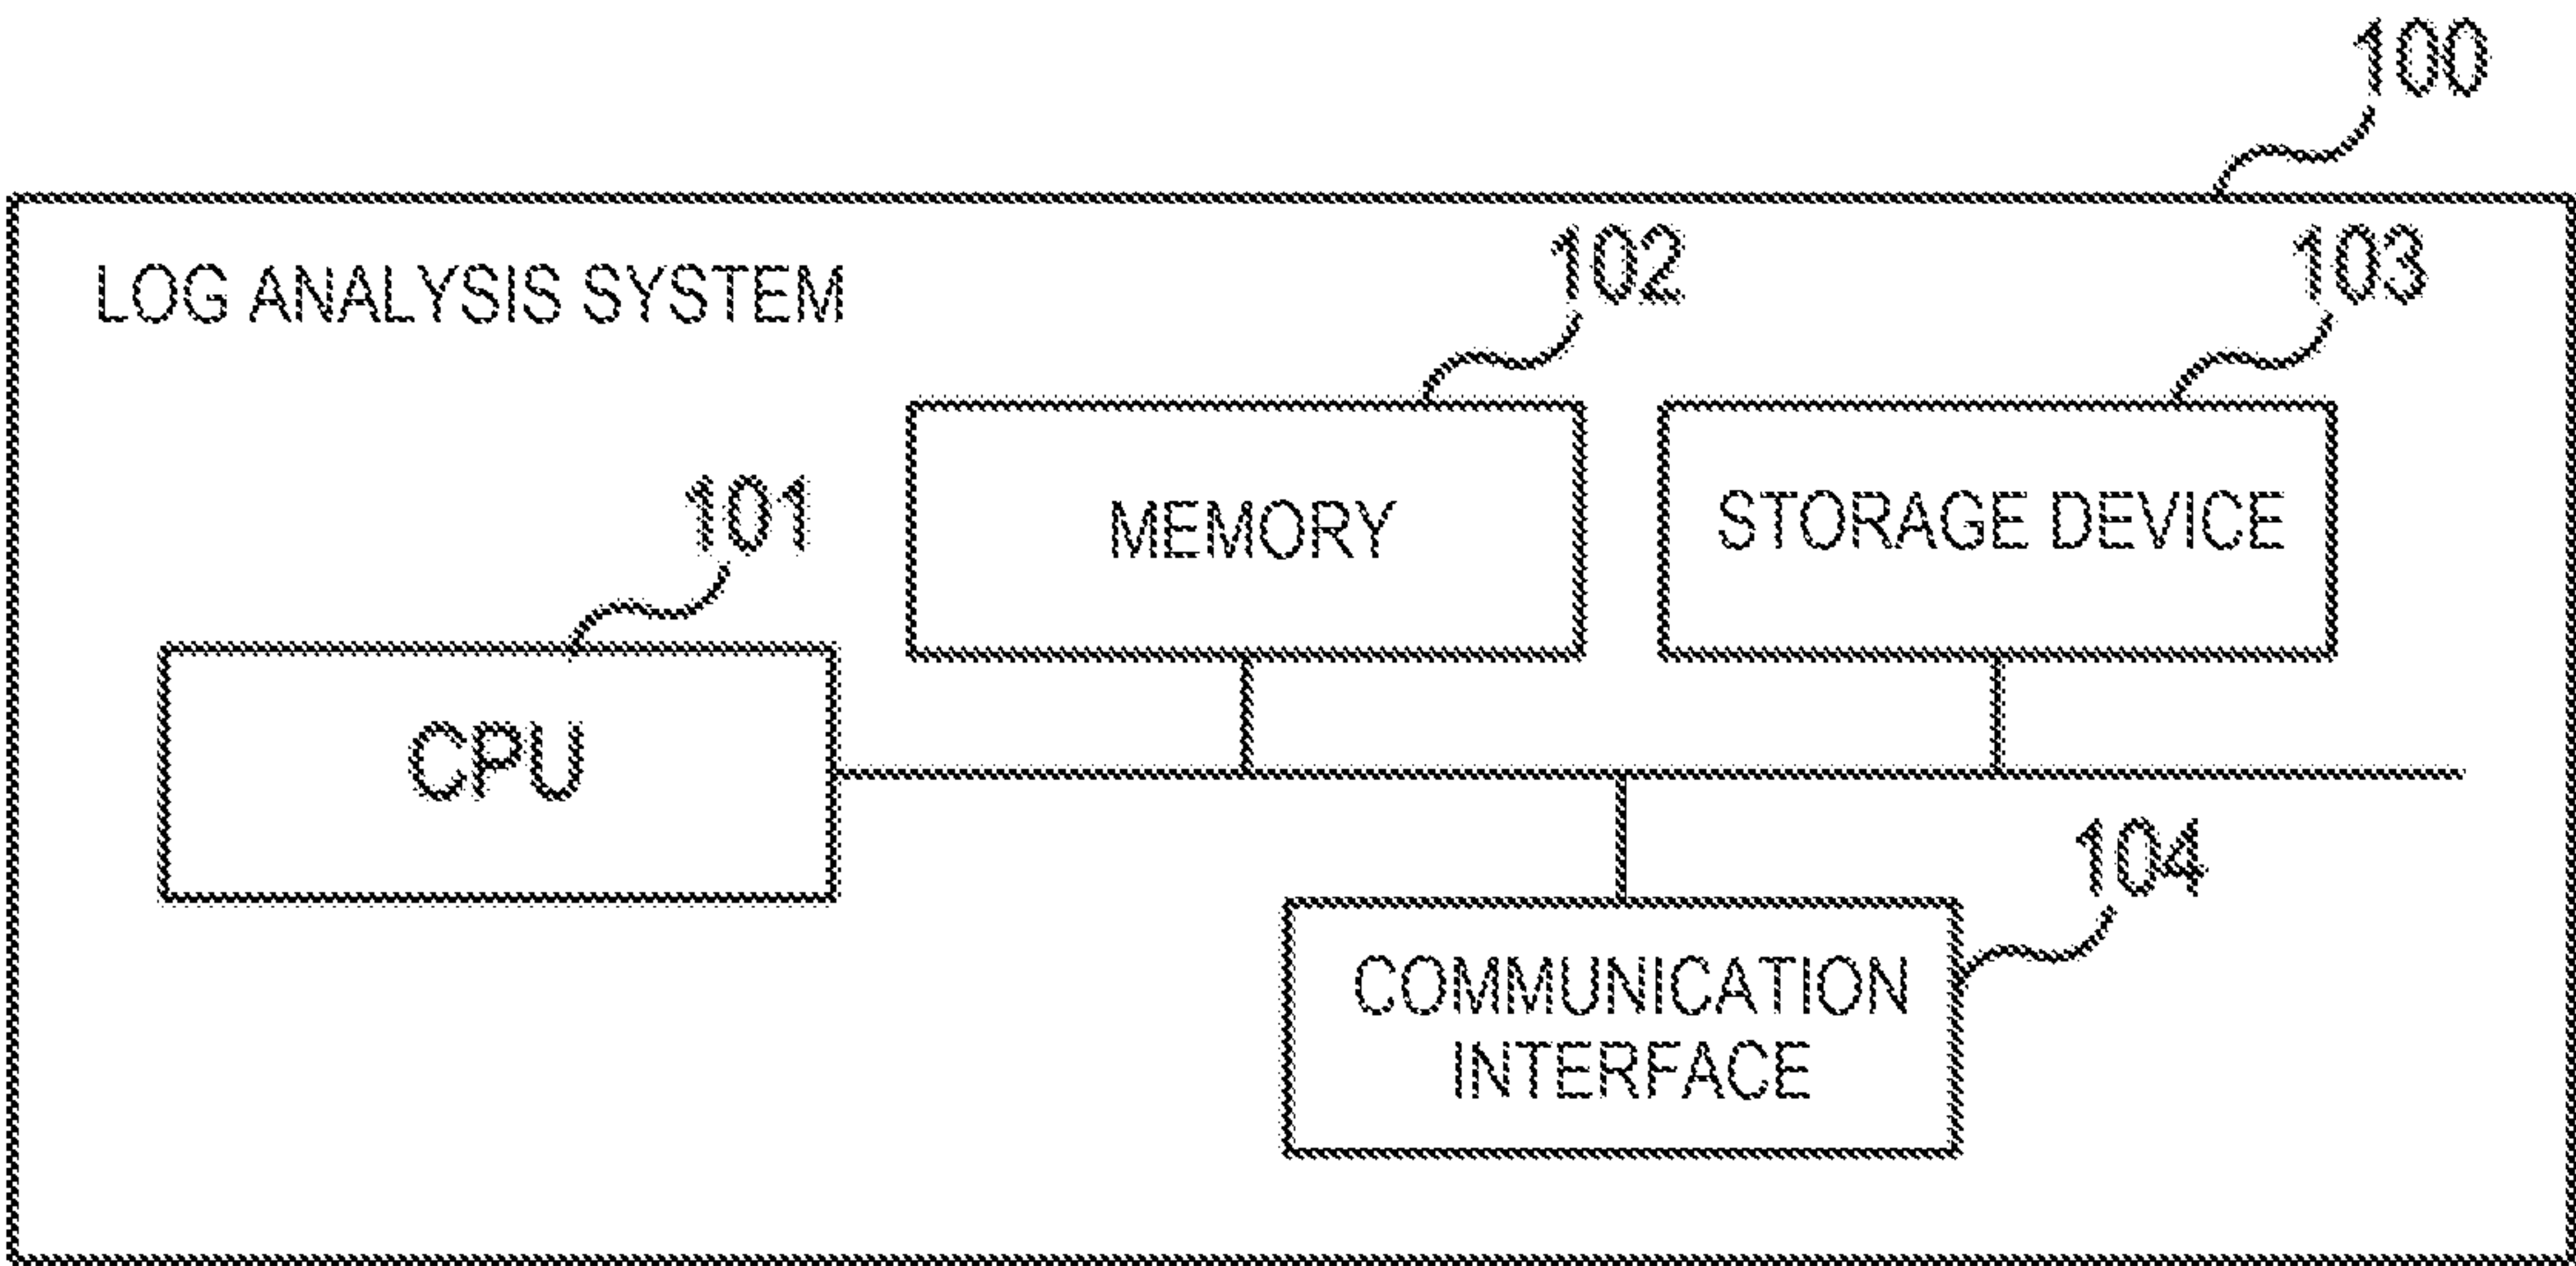 100
LOG ANALYSIS SYSTEM
102
103
101
MEMORY
STORAGE DEVICE
CPU
104
COMMUNICATION
INTERFACE